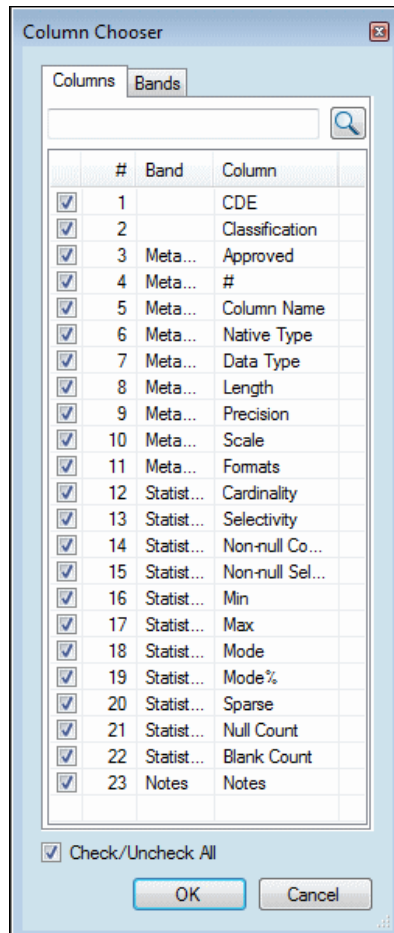 Column Chooser
Columns Bands
# Band Column
1 CDE
2 Classification
3 Meta... Approved
4 Meta... #
5 Meta... Column Name
6 Meta... Native Type
7 Meta... Data Type
8 Meta... Length
9 Meta... Precision
10 Meta... Scale
11 Meta... Formats
12 Statist... Cardinality
13 Statist... Selectivity
14 Statist... Non-null Co...
15 Statist... Non-null Sel...
16 Statist... Min
17 Statist... Max
18 Statist... Mode
19 Statist... Mode%
20 Statist... Sparse
21 Statist... Null Count
22 Statist... Blank Count
23 Notes Notes
Check/Uncheck All
OK Cancel